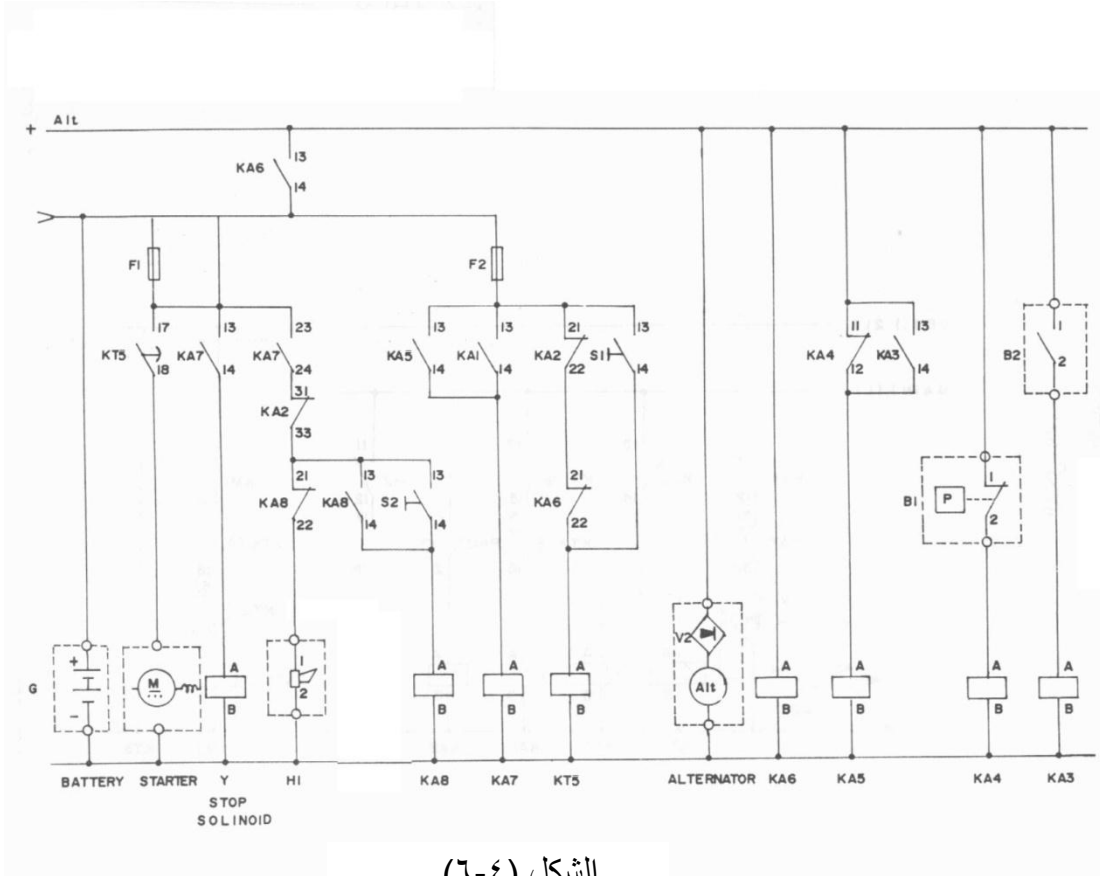 + Alt.
KA6 13
14
F1 F2
17 13 23 13 13 21 13 11 13 1
KT5 KA7 KA7 KA5 KA1 KA2 S1 KA4 KA3 B2
18 14 24 14 14 22 14 12 14 2
31
KA2
33
21 13 13 21 1
KA8 KA8 S2 KA6 B1 P
22 14 14 22 2
V2
+ M A 1 A A A Alt A A A A
G - 2 B B B B B B B
BATTERY STARTER Y H1 KA8 KA7 KT5 ALTERNATOR KA6 KA5 KA4 KA3
STOP
SOLINOID
الشكل (٤-٦)